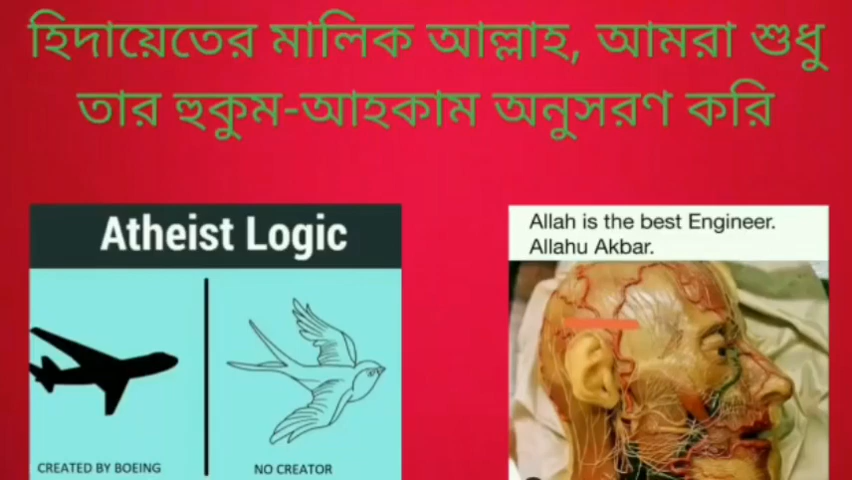 হিদায়েতের মালিক আল্লাহ, আমরা শুধু
তার হুকুম-আহকাম অনুসরণ করি
Atheist Logic
CREATED BY BOEING
NO CREATOR
Allah is the best Engineer.
Allahu Akbar.